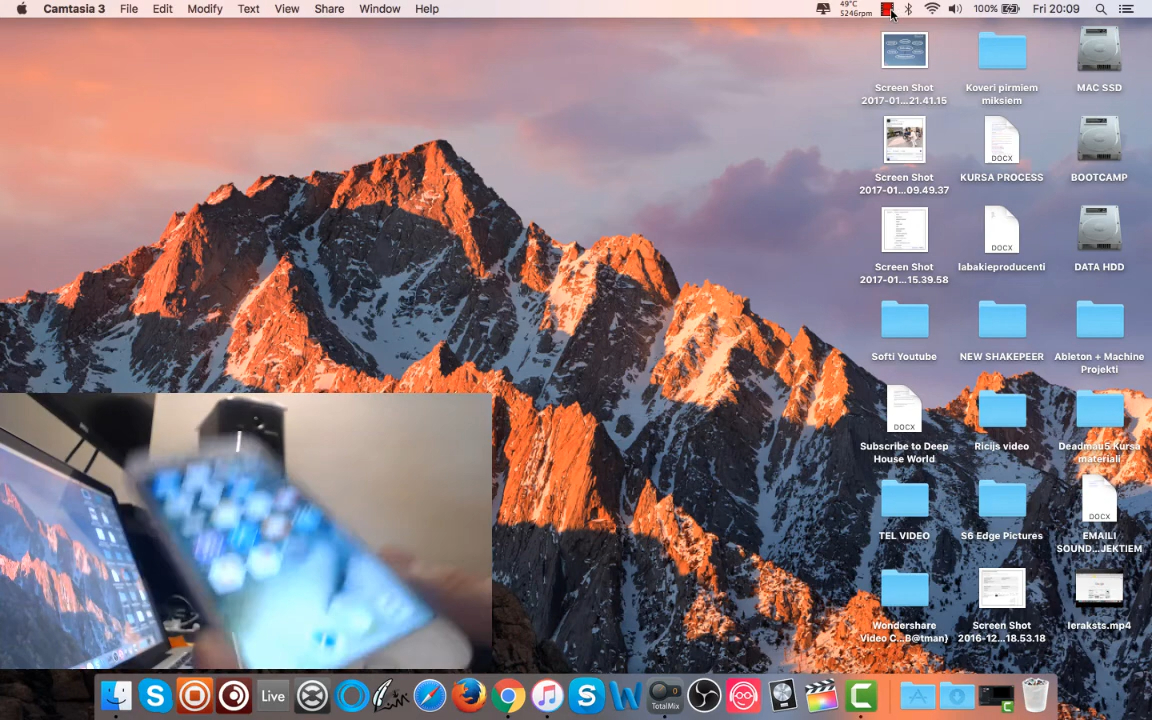 Camtasia 3 File Edit Modify Text View Share Window Help
49°C
5246rpm
100% Fri 20:09
Screen Shot
2017-01...21.41.15
Koveri pirmiem
miksiem
MAC SSD
DOCX
Screen Shot
2017-01...09.49.37
KURSA PROCESS
BOOTCAMP
DOCX
Screen Shot
2017-01...15.39.58
labakieproducenti
DATA HDD
Softi Youtube
NEW SHAKEPEER
Ableton + Machine
Projekti
DOCX
Subscribe to Deep
House World
Ricijs video
Deadmau5 Kursa
materiali
DOCX
TEL VIDEO
S6 Edge Pictures
EMAILI
SOUND...JEKTIEM
Wondershare
Video C...B@tman)
Screen Shot
2016-12...18.53.18
Ieraksts.mp4
Live
TotalMix